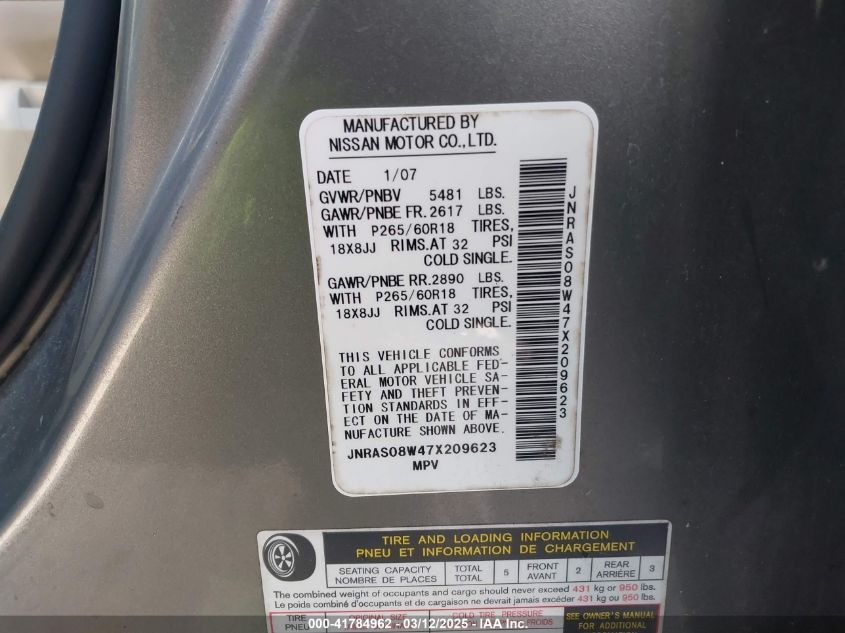 MANUFACTURED BY
NISSAN MOTOR CO.,LTD.
DATE 1/07
GVWR/PNBV 5481 LBS.
GAWR/PNBE FR. 2617 LBS.
WITH P265/60R18 TIRES,
18X8JJ RIMS.AT 32 PSI
COLD SINGLE.
GAWR/PNBE RR. 2890 LBS.
WITH P265/60R18 TIRES,
18X8JJ RIMS.AT 32 PSI
COLD SINGLE.
THIS VEHICLE CONFORMS
TO ALL APPLICABLE FED-
ERAL MOTOR VEHICLE SA-
FETY AND THEFT PREVEN-
TION STANDARDS IN EFF-
ECT ON THE DATE OF MA-
NUFACTURE SHOWN ABOVE.
JNRAS08W47X209623
MPV
JNRAS08W47X209623
TIRE AND LOADING INFORMATION
PNEU ET INFORMATION DE CHARGEMENT
SEATING CAPACITY TOTAL 5 FRONT 2 REAR 3
NOMBRE DE PLACES TOTAL AVANT ARRIÈRE
The combined weight of occupants and cargo should never exceed 431 kg or 950 lbs.
Le poids combiné des occupants et de cargaison ne devrait jamais excéder 431 kg ou 950 lbs.
TIRE ORIGINAL SIZE COLD TIRE PRESSURE SEE OWNER'S MANUAL
PNEU FOR ADDITIONAL
000-41784962 - 03/12/2025 - IAA Inc.